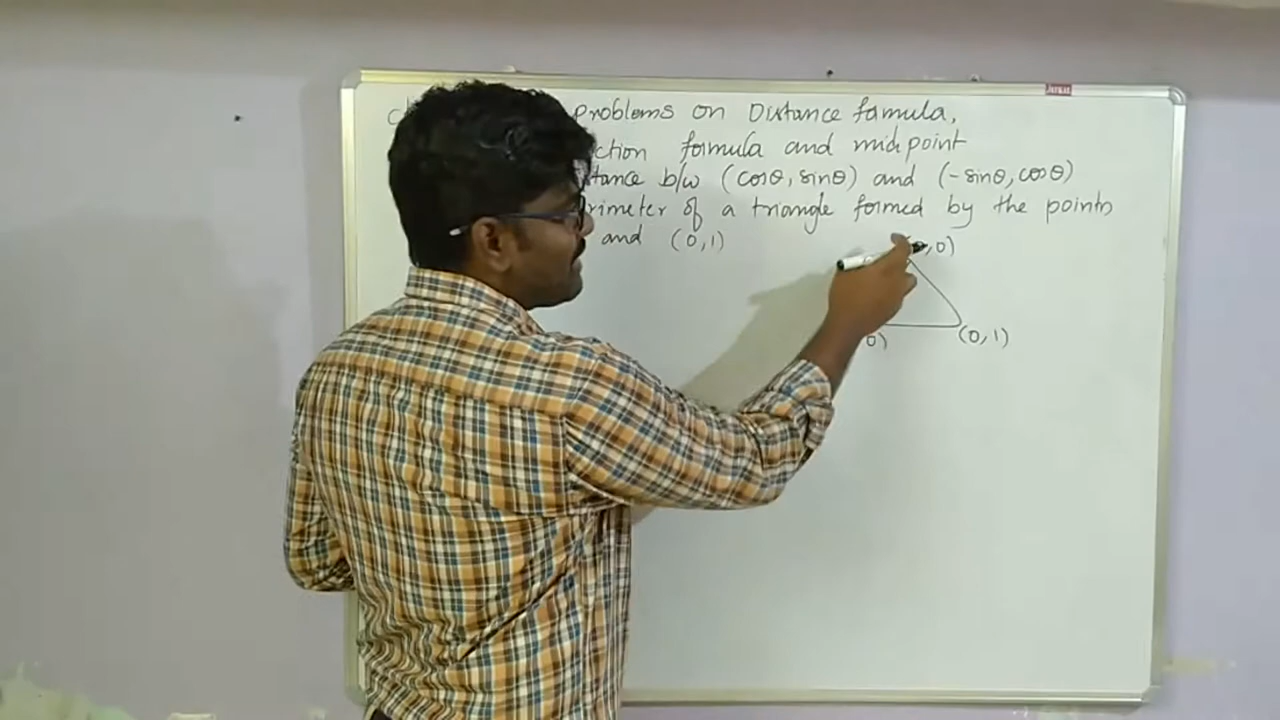 problems on Distance formula,
ction formula and midpoint
tance b/w (cosθ, sinθ) and (-sinθ, cosθ)
rimeter of a triangle formed by the points
and (0,1)
,0)
0)
(0,1)